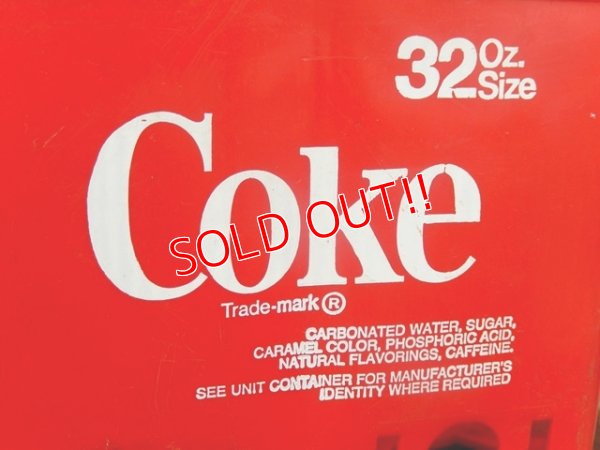 32 Oz.
Size
Coke
SOLD OUT!!
Trade-mark ®
CARBONATED WATER, SUGAR,
CARAMEL COLOR, PHOSPHORIC ACID,
NATURAL FLAVORINGS, CAFFEINE.
SEE UNIT CONTAINER FOR MANUFACTURER'S
IDENTITY WHERE REQUIRED